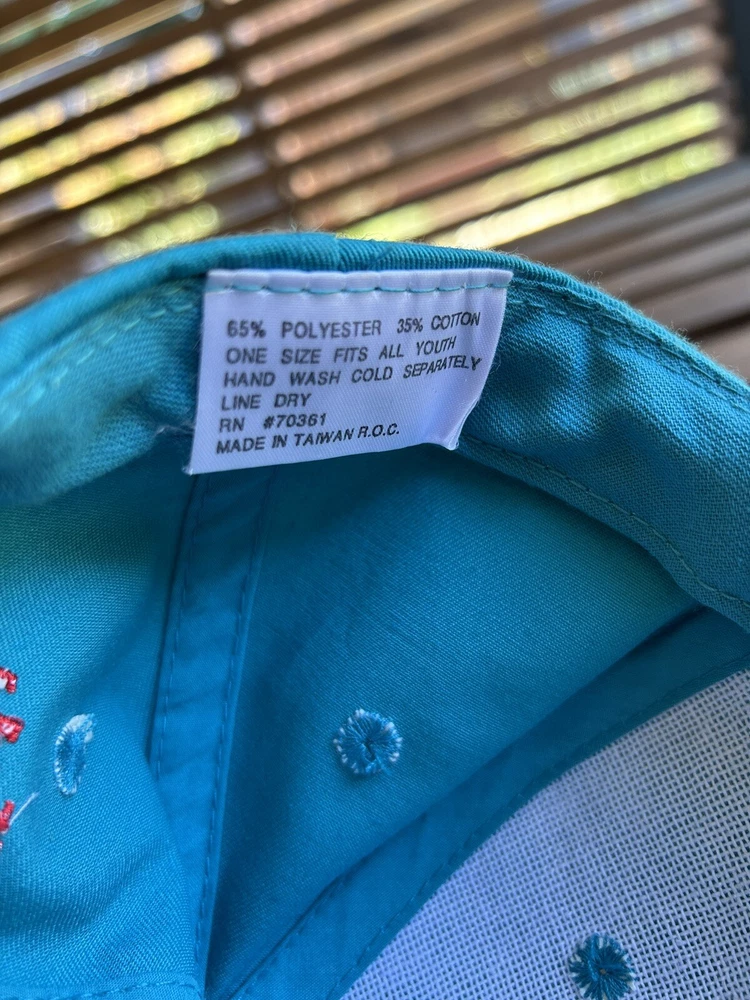 65% POLYESTER 35% COTTON
ONE SIZE FITS ALL YOUTH
HAND WASH COLD SEPARATELY
LINE DRY
RN #70361
MADE IN TAIWAN R.O.C.